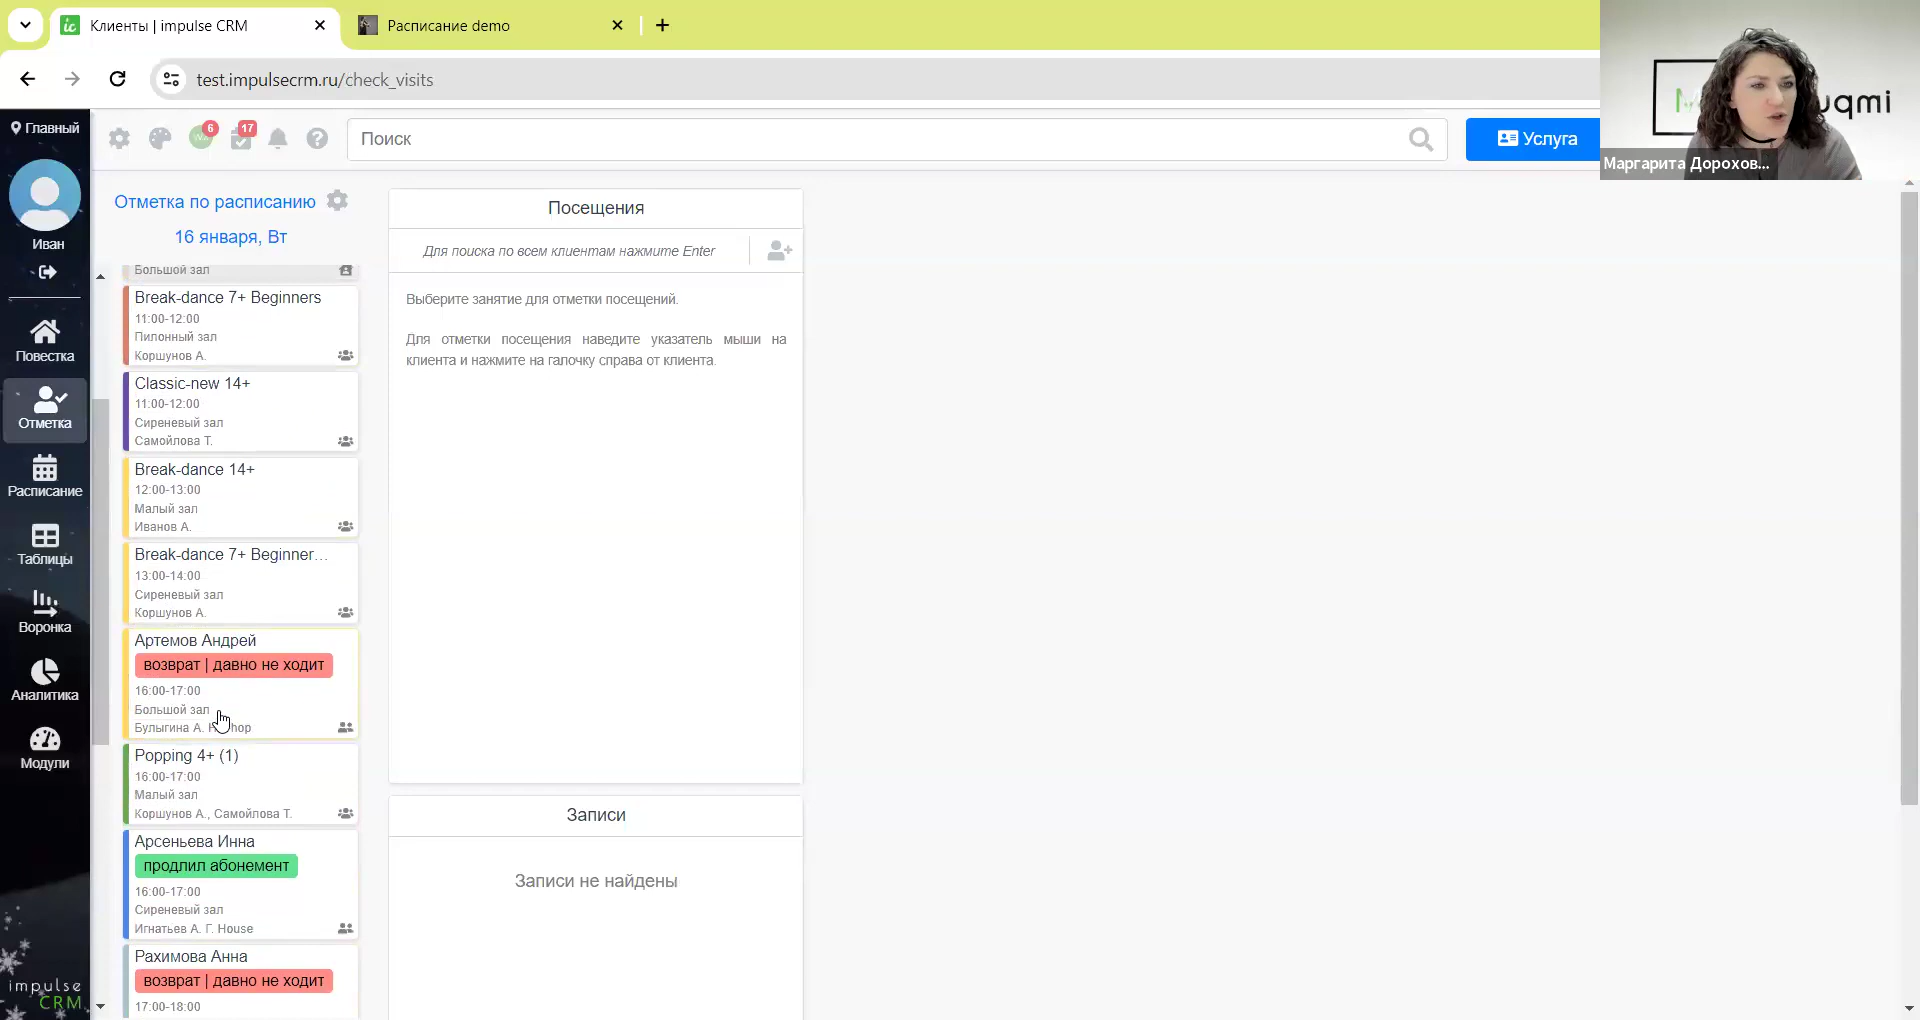 Клиенты | impulse CRM
Расписание demo
test.impulsecrm.ru/check_visits
Главный
6
17
Поиск
Услуга
uqmi
Маргарита Дорохов...
Иван
Повестка
Отметка
Расписание
Таблицы
Воронка
Аналитика
Модули
impulse
CRM
Отметка по расписанию
16 января, Вт
Большой зал
Break-dance 7+ Beginners
11:00-12:00
Пилонный зал
Коршунов А.
Classic-new 14+
11:00-12:00
Сиреневый зал
Самойлова Т.
Break-dance 14+
12:00-13:00
Малый зал
Иванов А.
Break-dance 7+ Beginner...
13:00-14:00
Сиреневый зал
Коршунов А.
Артемов Андрей
возврат | давно не ходит
16:00-17:00
Большой зал
Булыгина А.
Popping 4+ (1)
16:00-17:00
Малый зал
Коршунов А., Самойлова Т.
Арсеньева Инна
продлил абонемент
16:00-17:00
Сиреневый зал
Игнатьев А. Г. House
Рахимова Анна
возврат | давно не ходит
17:00-18:00
Посещения
Для поиска по всем клиентам нажмите Enter
Выберите занятие для отметки посещений.
Для отметки посещения наведите указатель мыши на
клиента и нажмите на галочку справа от клиента.
Записи
Записи не найдены